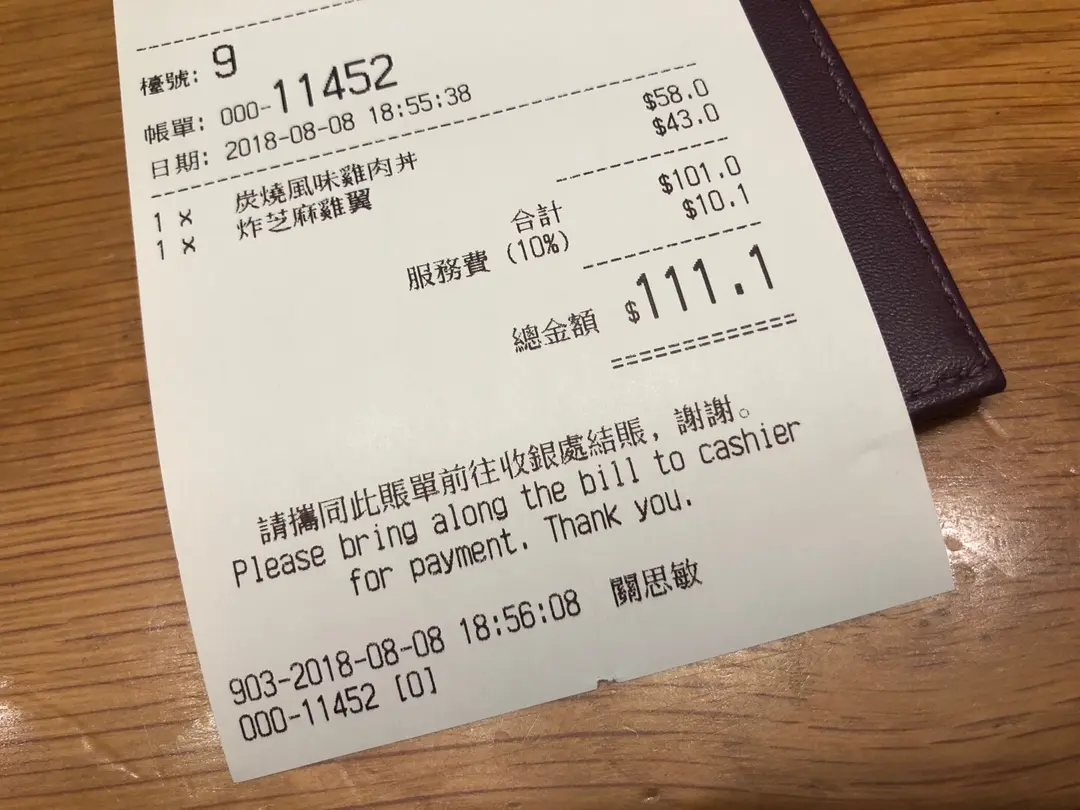 檯號: 9
帳單: 000-11452
日期: 2018-08-08 18:55:38
1 x 炭燒風味雞肉丼 $58.0
1 x 炸芝麻雞翼 $43.0
合計 $101.0
服務費 (10%) $10.1
總金額 $111.1
請攜同此賬單前往收銀處結賬, 謝謝。
Please bring along the bill to cashier
for payment. Thank you.
903-2018-08-08 18:56:08 關思敏
000-11452 [0]